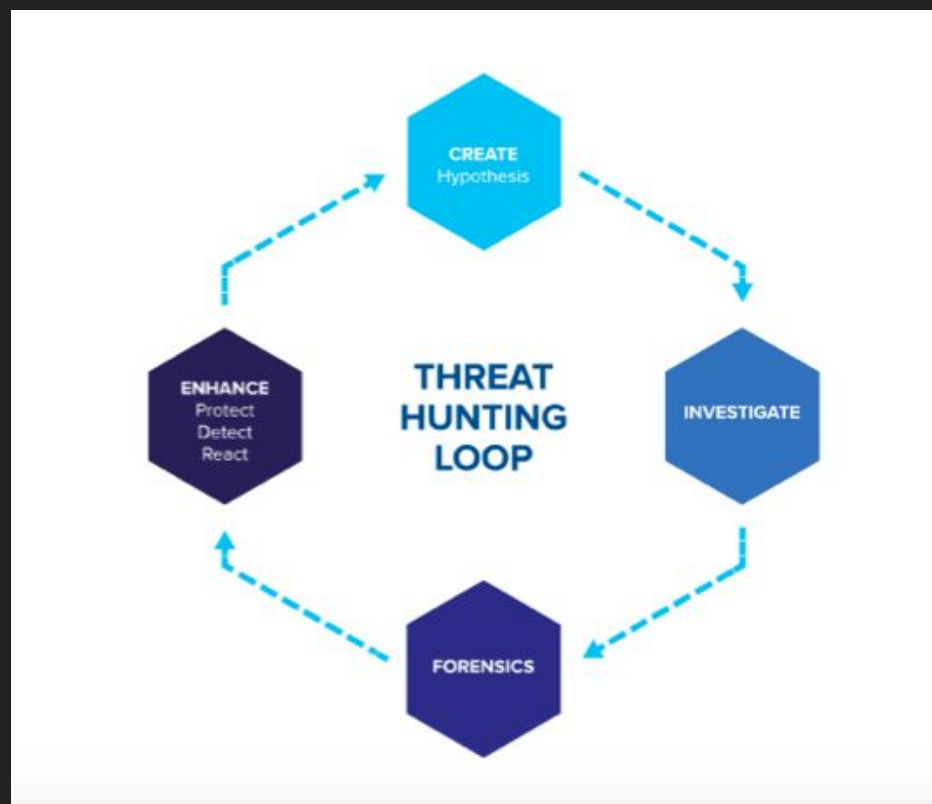 CREATE
Hypothesis
ENHANCE
Protect
Detect
React
THREAT
HUNTING
LOOP
INVESTIGATE
FORENSICS